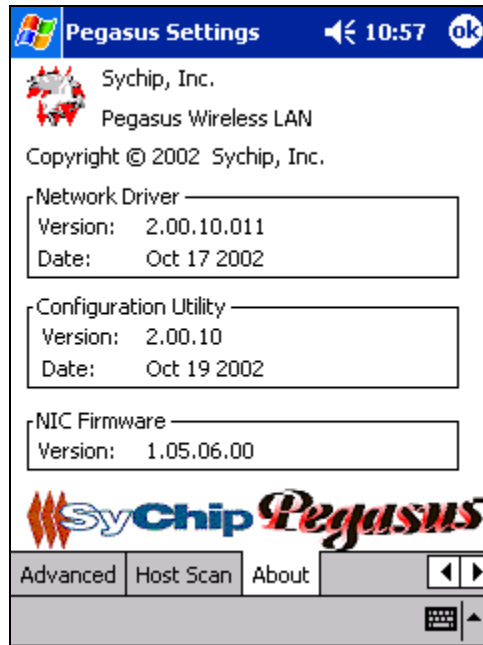 Pegasus Settings 10:57 ok
Sychip, Inc.
Pegasus Wireless LAN
Copyright © 2002 Sychip, Inc.
Network Driver
Version: 2.00.10.011
Date: Oct 17 2002
Configuration Utility
Version: 2.00.10
Date: Oct 19 2002
NIC Firmware
Version: 1.05.06.00
SyChip Pegasus
Advanced Host Scan About